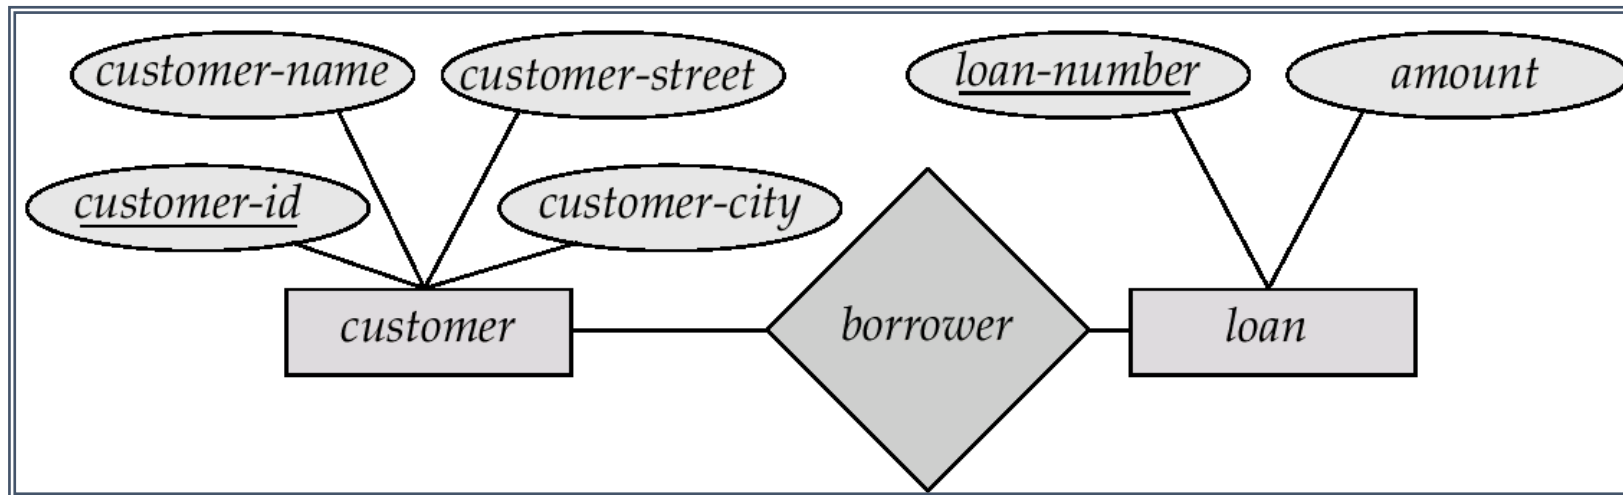 customer-name
customer-street
loan-number
amount
customer-id
customer-city
customer
borrower
loan